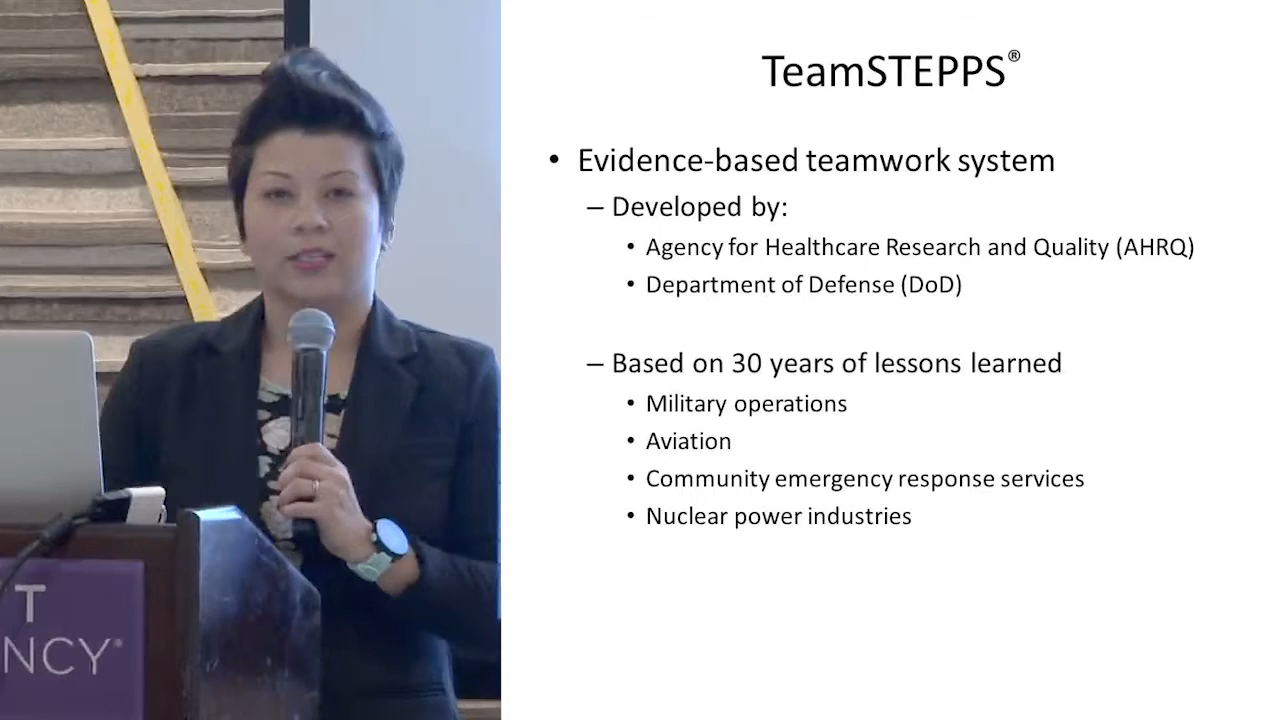 TeamSTEPPS®
• Evidence-based teamwork system
– Developed by:
• Agency for Healthcare Research and Quality (AHRQ)
• Department of Defense (DoD)
– Based on 30 years of lessons learned
• Military operations
• Aviation
• Community emergency response services
• Nuclear power industries
T
NCY®